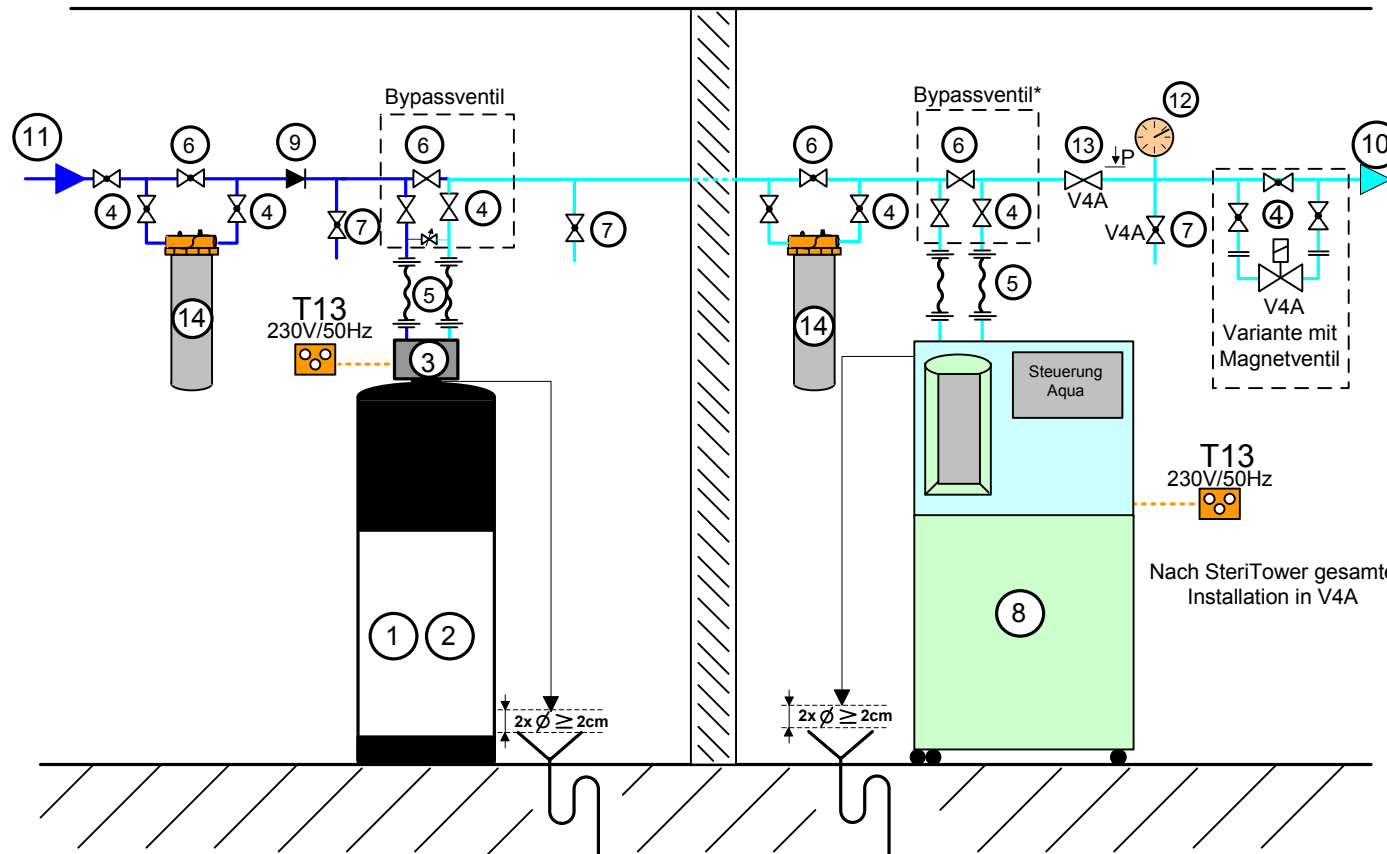 Bypassventil
Bypassventil*
12
11
6
9
6
6
6
13
↓P
10
4
4
4
7
7
4
4
V4A
V4A
7
4
5
5
V4A
Variante mit
Magnetventil
14
14
T13
230V/50Hz
3
Steuerung
Aqua
T13
230V/50Hz
Nach SteriTower gesamte
Installation in V4A
1
2
8
2x Ø ≥ 2cm
2x Ø ≥ 2cm